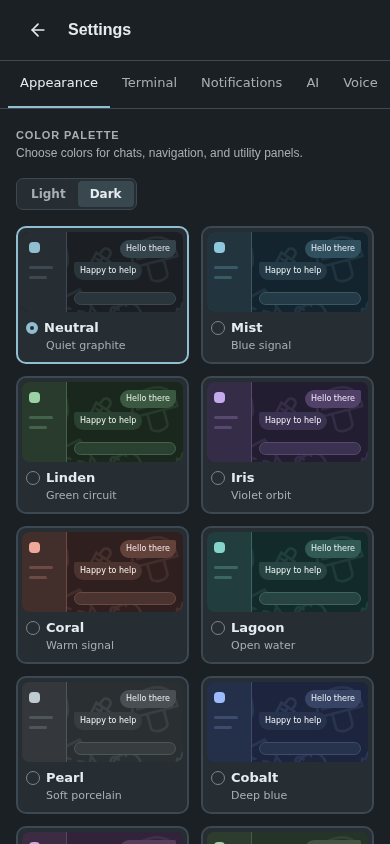 Settings
Appearance Terminal Notifications AI Voice
COLOR PALETTE
Choose colors for chats, navigation, and utility panels.
Light Dark
Hello there
Happy to help
Neutral
Quiet graphite
Hello there
Happy to help
Mist
Blue signal
Hello there
Happy to help
Linden
Green circuit
Hello there
Happy to help
Iris
Violet orbit
Hello there
Happy to help
Coral
Warm signal
Hello there
Happy to help
Lagoon
Open water
Hello there
Happy to help
Pearl
Soft porcelain
Hello there
Happy to help
Cobalt
Deep blue